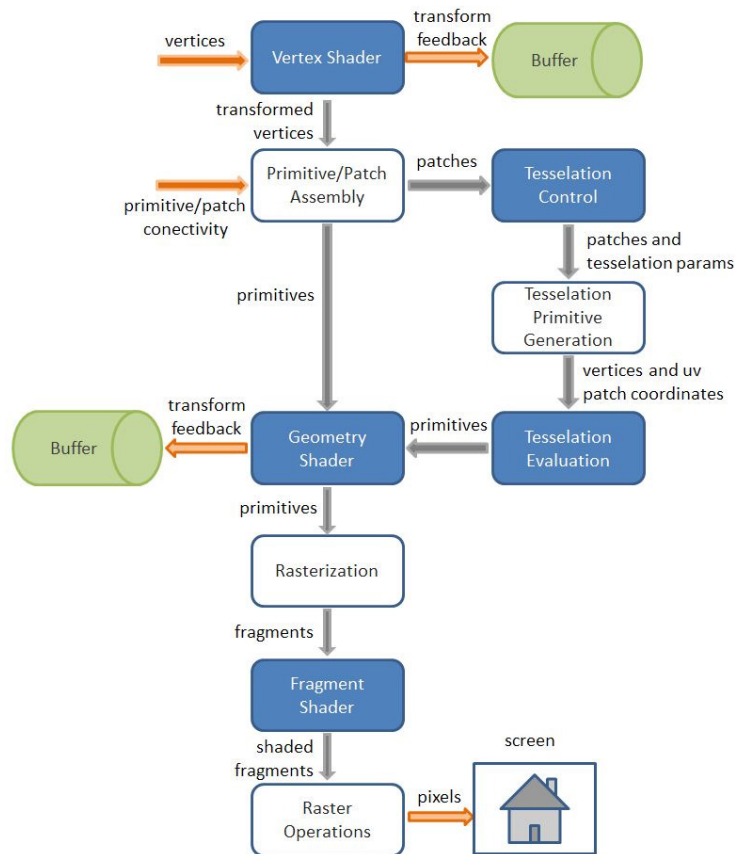 vertices
Vertex Shader
transform
feedback
Buffer
transformed
vertices
primitive/patch
conectivity
Primitive/Patch
Assembly
patches
Tesselation
Control
patches and
tesselation params
primitives
Tesselation
Primitive
Generation
vertices and uv
patch coordinates
Buffer
transform
feedback
Geometry
Shader
primitives
Tesselation
Evaluation
primitives
Rasterization
fragments
Fragment
Shader
shaded
fragments
Raster
Operations
pixels
screen